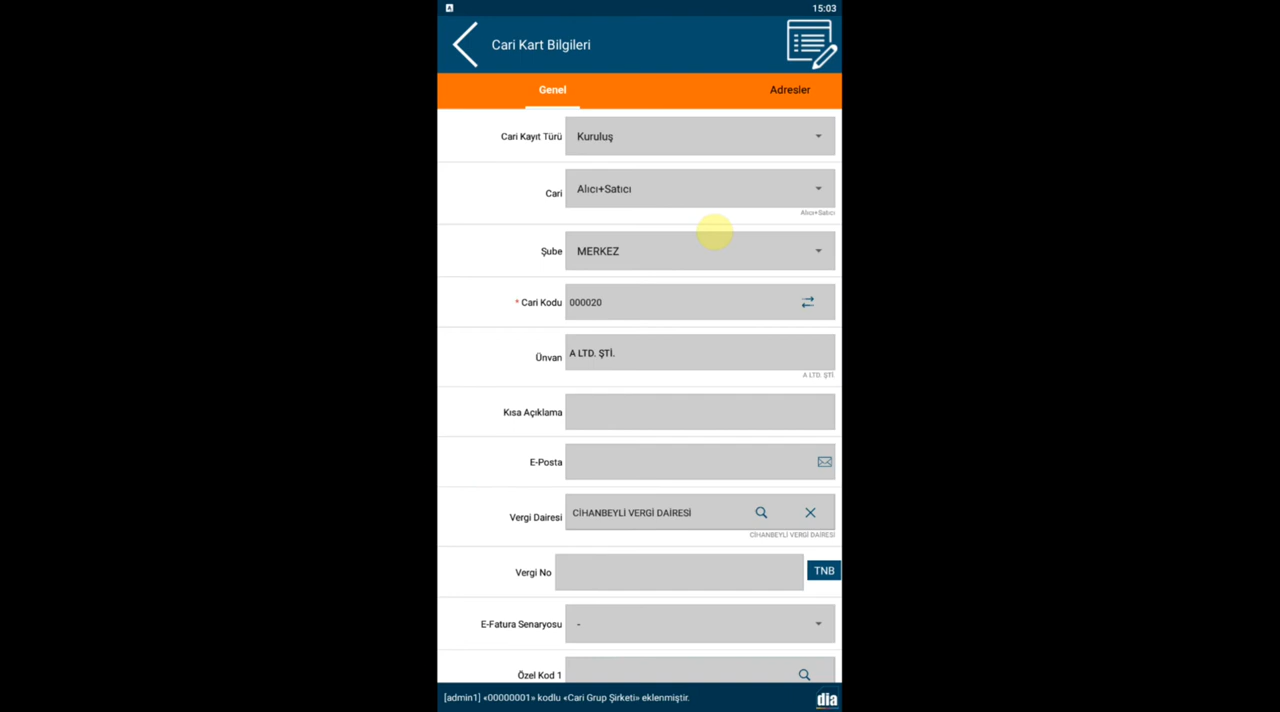 15:03
Cari Kart Bilgileri
Genel Adresler
Cari Kayıt Türü Kuruluş
Cari Alıcı+Satıcı
Alıcı+Satıcı
Şube MERKEZ
* Cari Kodu 000020
Ünvan A LTD. ŞTİ.
A LTD. ŞTİ.
Kısa Açıklama
E-Posta
Vergi Dairesi CİHANBEYLİ VERGİ DAİRESİ
CİHANBEYLİ VERGİ DAİRESİ
Vergi No TNB
E-Fatura Senaryosu -
Özel Kod 1
[admin1] «00000001» kodlu «Cari Grup Şirketi» eklenmiştir. dia